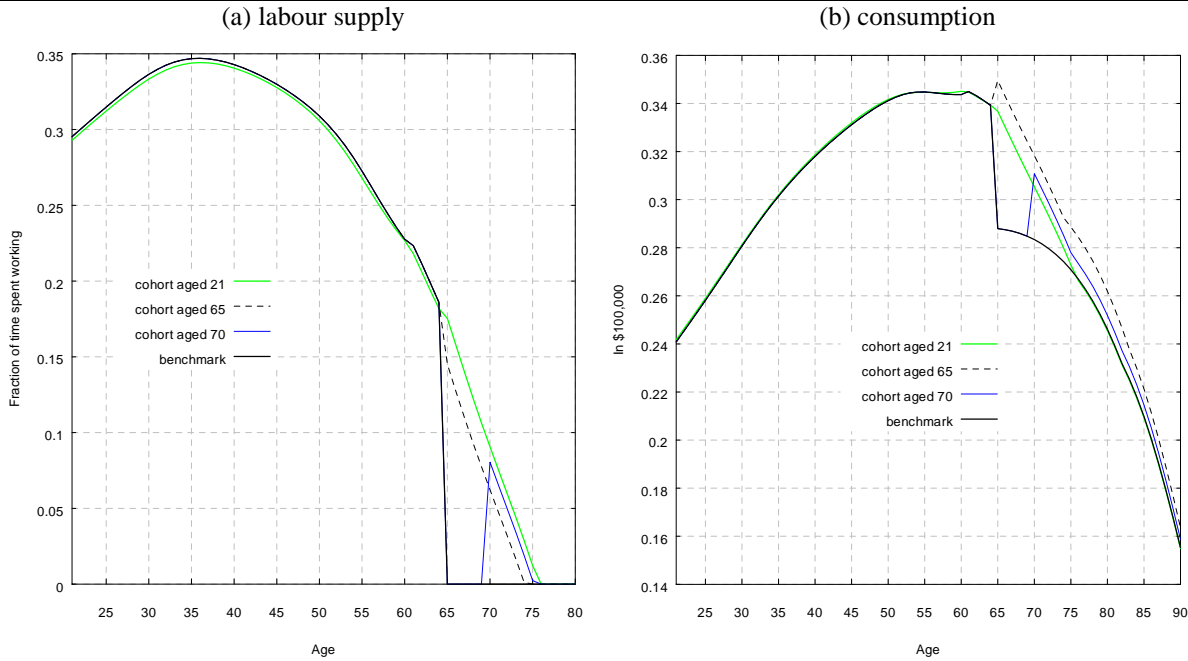 (a) labour supply
0.35
0.3
0.25
0.2
0.15
0.1
0.05
0
Fraction of time spent working
cohort aged 21
cohort aged 65
cohort aged 70
benchmark
25 30 35 40 45 50 55 60 65 70 75 80
Age
(b) consumption
0.36
0.34
0.32
0.3
0.28
0.26
0.24
0.22
0.2
0.18
0.16
0.14
In $100,000
cohort aged 21
cohort aged 65
cohort aged 70
benchmark
25 30 35 40 45 50 55 60 65 70 75 80 85 90
Age